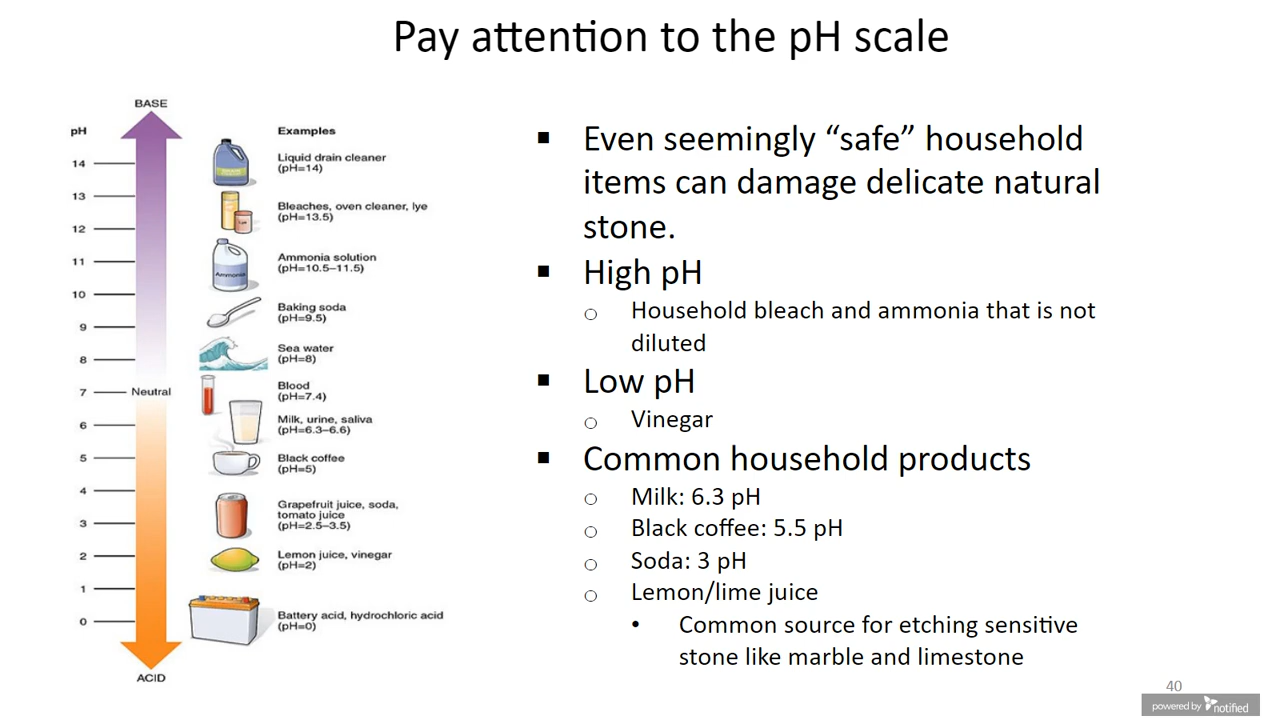 Pay attention to the pH scale
BASE
pH
Examples
14
Liquid drain cleaner
(pH=14)
13
Bleaches, oven cleaner, lye
(pH=13.5)
12
11
Ammonia
Ammonia solution
(pH=10.5–11.5)
10
Baking soda
(pH=9.5)
9
Sea water
(pH=8)
8
7
Neutral
Blood
(pH=7.4)
6
Milk, urine, saliva
(pH=6.3–6.6)
5
Black coffee
(pH=5)
4
Grapefruit juice, soda,
tomato juice
(pH=2.5–3.5)
3
2
Lemon juice, vinegar
(pH=2)
1
0
Battery acid, hydrochloric acid
(pH=0)
ACID
▪ Even seemingly “safe” household
items can damage delicate natural
stone.
▪ High pH
○ Household bleach and ammonia that is not
diluted
▪ Low pH
○ Vinegar
▪ Common household products
○ Milk: 6.3 pH
○ Black coffee: 5.5 pH
○ Soda: 3 pH
○ Lemon/lime juice
• Common source for etching sensitive
stone like marble and limestone
40
powered by notified